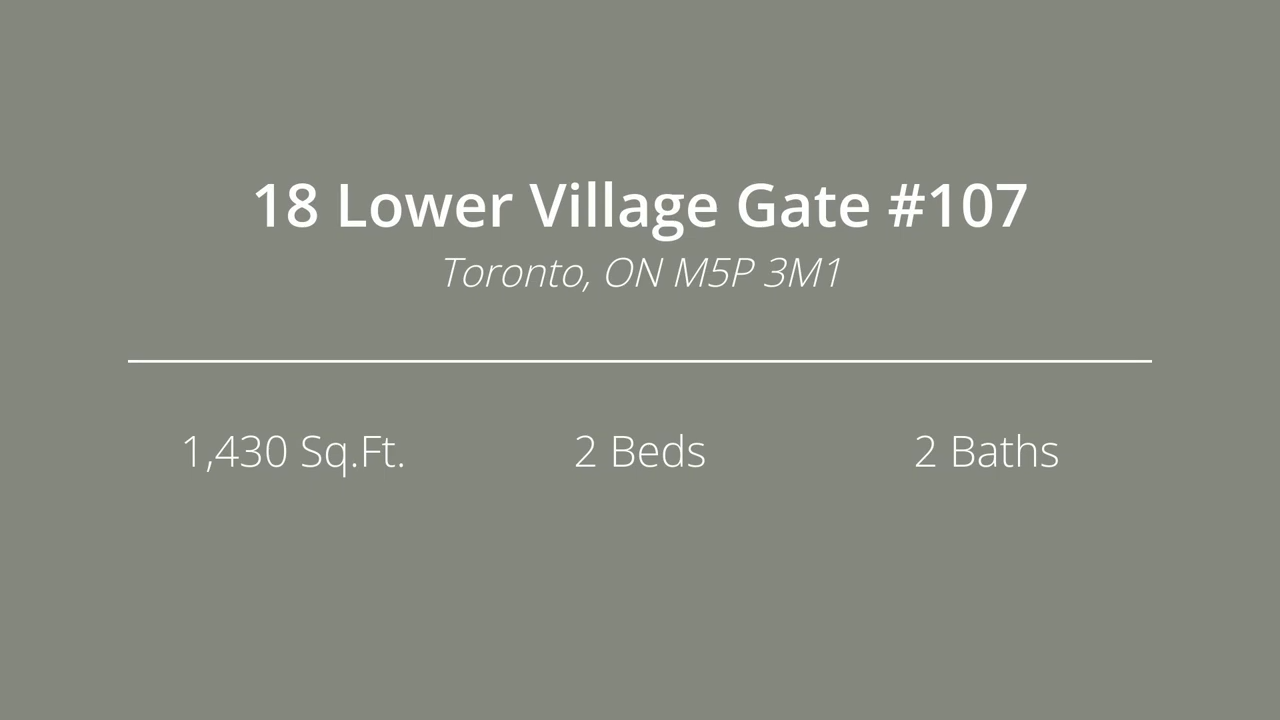 18 Lower Village Gate #107
Toronto, ON M5P 3M1
1,430 Sq.Ft. 2 Beds 2 Baths